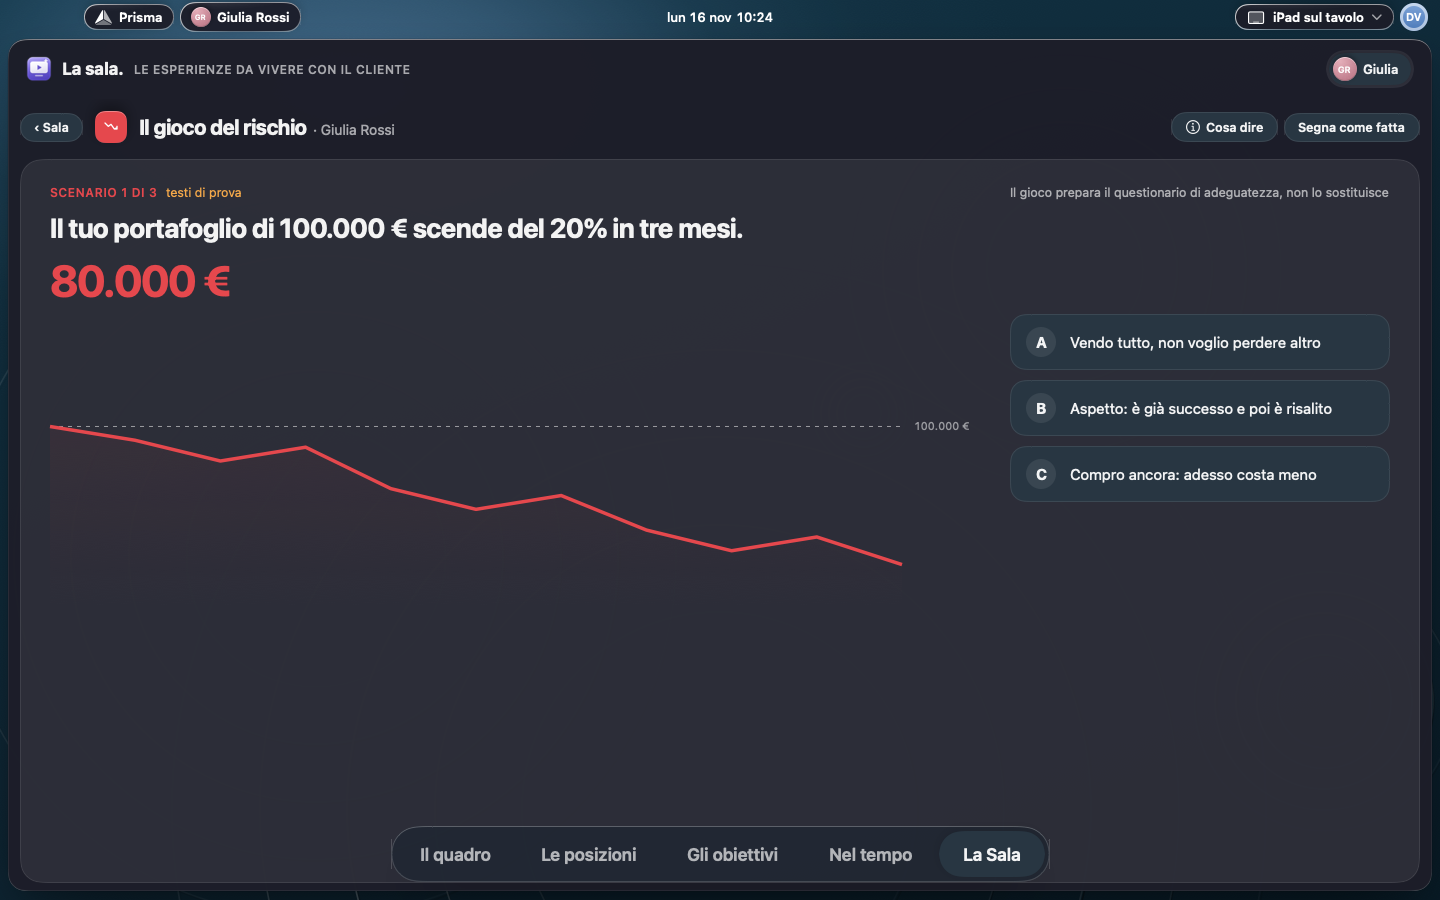 Prisma
GR Giulia Rossi
lun 16 nov 10:24
iPad sul tavolo
DV
La sala. LE ESPERIENZE DA VIVERE CON IL CLIENTE
GR Giulia
‹ Sala
Il gioco del rischio · Giulia Rossi
Cosa dire
Segna come fatta
SCENARIO 1 DI 3 testi di prova
Il gioco prepara il questionario di adeguatezza, non lo sostituisce
Il tuo portafoglio di 100.000 € scende del 20% in tre mesi.
80.000 €
100.000 €
A Vendo tutto, non voglio perdere altro
B Aspetto: è già successo e poi è risalito
C Compro ancora: adesso costa meno
Il quadro
Le posizioni
Gli obiettivi
Nel tempo
La Sala